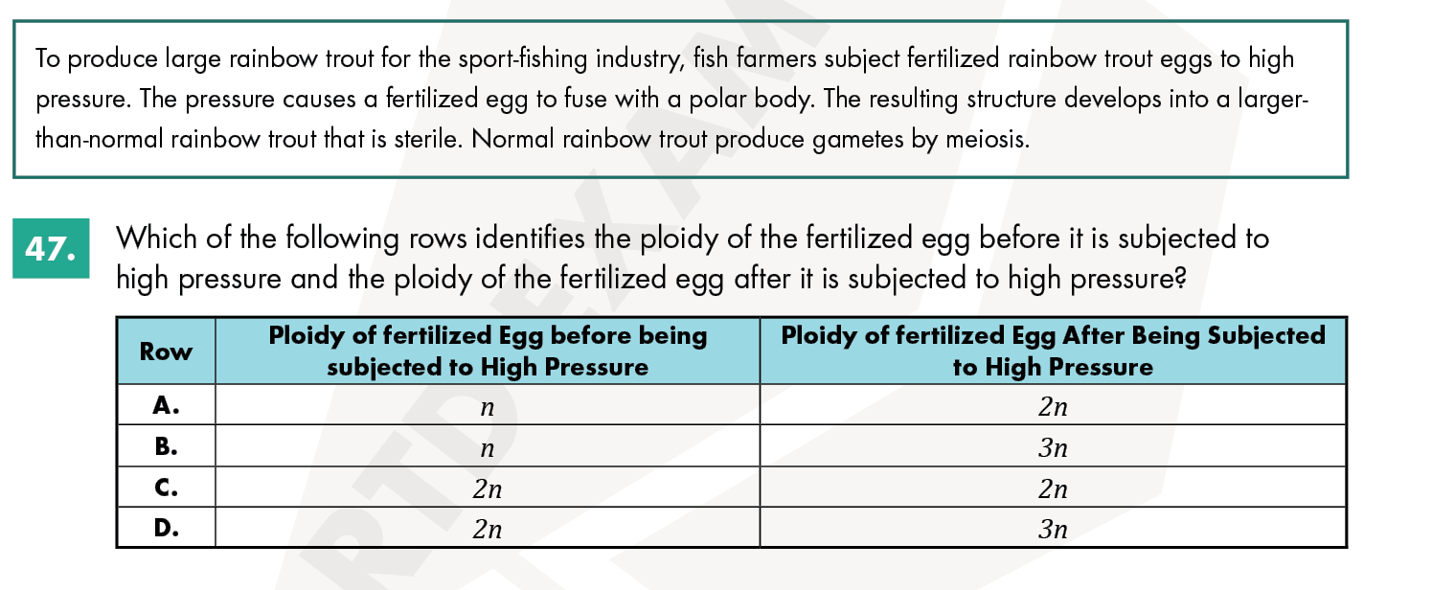 To produce large rainbow trout for the sport-fishing industry, fish farmers subject fertilized rainbow trout eggs to high
pressure. The pressure causes a fertilized egg to fuse with a polar body. The resulting structure develops into a larger-
than-normal rainbow trout that is sterile. Normal rainbow trout produce gametes by meiosis.
47.
Which of the following rows identifies the ploidy of the fertilized egg before it is subjected to
high pressure and the ploidy of the fertilized egg after it is subjected to high pressure?
Row
Ploidy of fertilized Egg before being
subjected to High Pressure
Ploidy of fertilized Egg After Being Subjected
to High Pressure
A. n 2n
B. n 3n
C. 2n 2n
D. 2n 3n
RTD EXAM